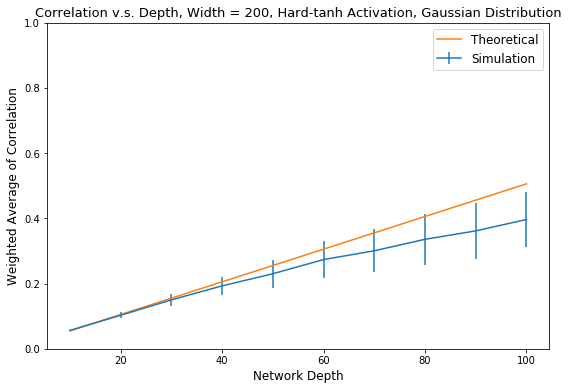 Correlation v.s. Depth, Width = 200, Hard-tanh Activation, Gaussian Distribution
Theoretical
Simulation
Weighted Average of Correlation
1.0
0.8
0.6
0.4
0.2
0.0
20
40
60
80
100
Network Depth